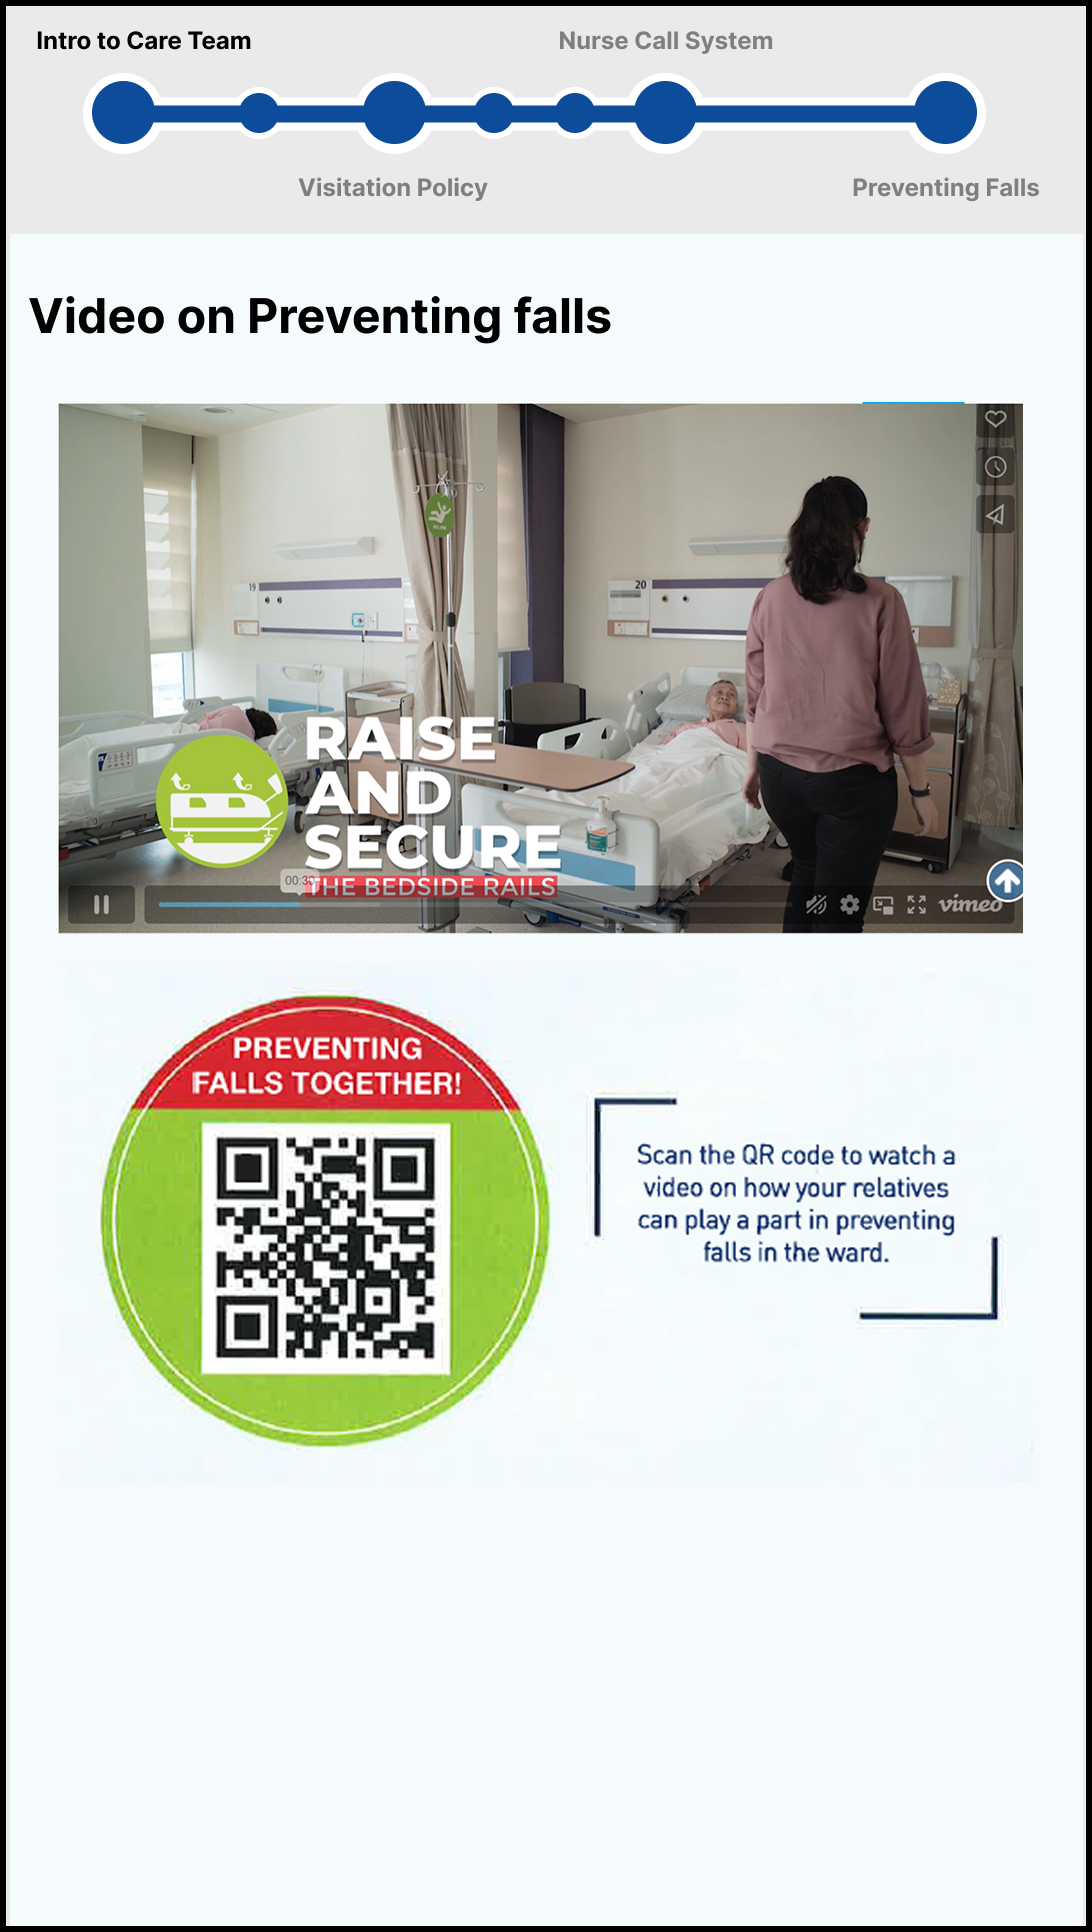 Intro to Care Team
Nurse Call System
Visitation Policy
Preventing Falls
Video on Preventing falls
19
20
RAISE
AND
SECURE
THE BEDSIDE RAILS
00:30
vimeo
PREVENTING
FALLS TOGETHER!
Scan the QR code to watch a
video on how your relatives
can play a part in preventing
falls in the ward.